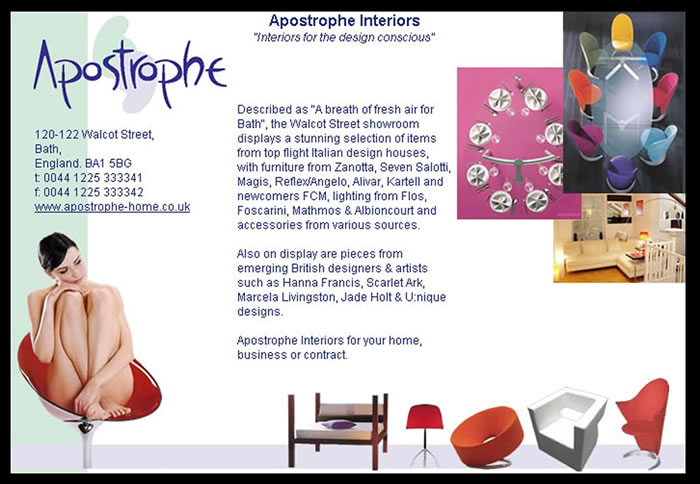 Apostrophe
120-122 Walcot Street,
Bath,
England. BA1 5BG
t: 0044 1225 333341
f: 0044 1225 333342
www.apostrophe-home.co.uk
Apostrophe Interiors
"Interiors for the design conscious"
Described as "A breath of fresh air for
Bath", the Walcot Street showroom
displays a stunning selection of items
from top flight Italian design houses,
with furniture from Zanotta, Seven Salotti,
Magis, Reflex/Angelo, Alivar, Kartell and
newcomers FCM, lighting from Flos,
Foscarini, Mathmos & Albioncourt and
accessories from various sources.
Also on display are pieces from
emerging British designers & artists
such as Hanna Francis, Scarlet Ark,
Marcela Livingston, Jade Holt & U:nique
designs.
Apostrophe Interiors for your home,
business or contract.